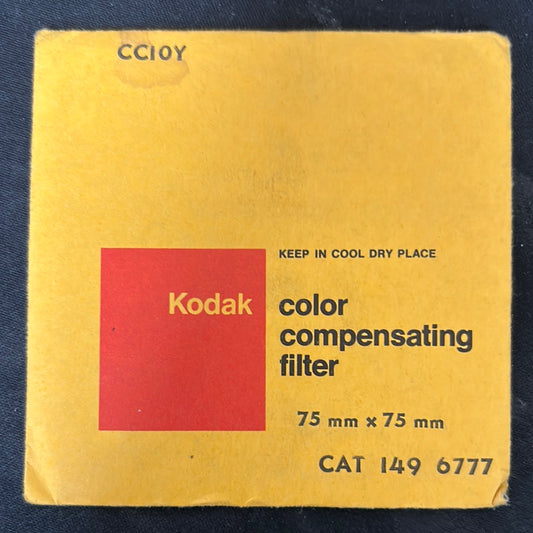 CC10Y
KEEP IN COOL DRY PLACE
Kodak
color
compensating
filter
75 mm x 75 mm
CAT 149 6777